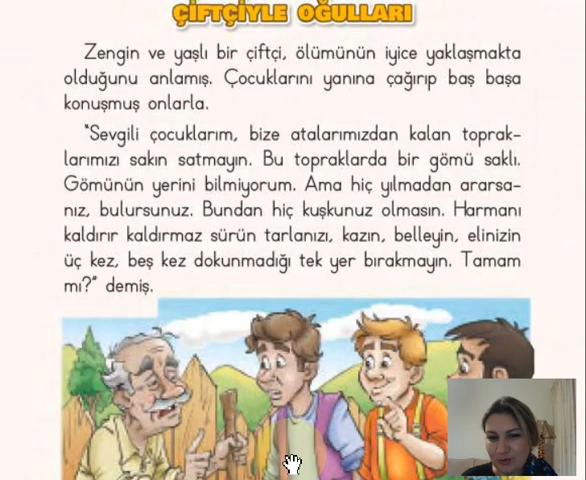 ÇİFTÇİYLE OĞULLARI
Zengin ve yaşlı bir çiftçi, ölümünün iyice yaklaşmakta
olduğunu anlamış. Çocuklarını yanına çağırıp baş başa
konuşmuş onlarla.
"Sevgili çocuklarım, bize atalarımızdan kalan toprak-
larımızı sakın satmayın. Bu topraklarda bir gömü saklı.
Gömünün yerini bilmiyorum. Ama hiç yılmadan ararsa-
nız, bulursunuz. Bundan hiç kuşkunuz olmasın. Harmanı
kaldırır kaldırmaz sürün tarlanızı, kazın, belleyin, elinizin
üç kez, beş kez dokunmadığı tek yer bırakmayın. Tamam
mı?" demiş.